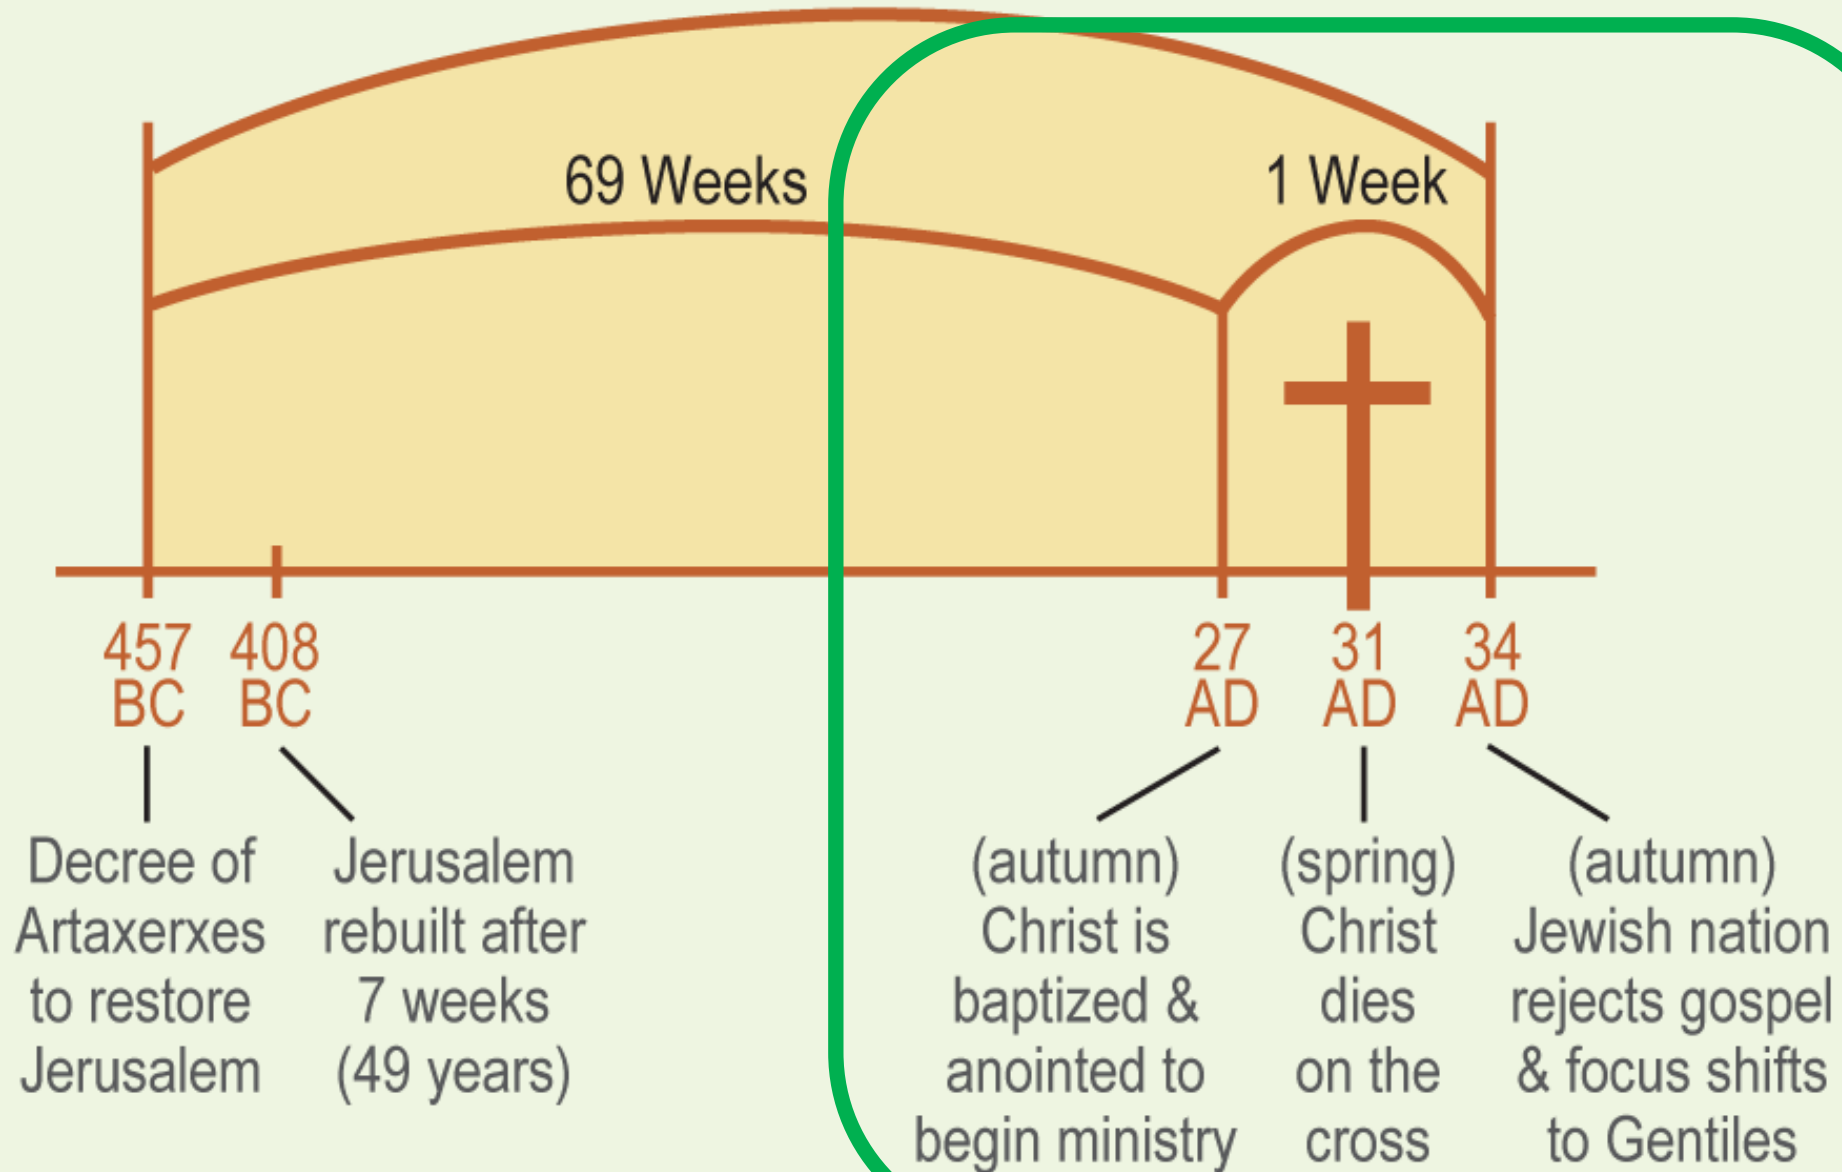 69 Weeks
1 Week
457
BC
408
BC
27
AD
31
AD
34
AD
Decree of
Artaxerxes
to restore
Jerusalem
Jerusalem
rebuilt after
7 weeks
(49 years)
(autumn)
Christ is
baptized &
anointed to
begin ministry
(spring)
Christ
dies
on the
cross
(autumn)
Jewish nation
rejects gospel
& focus shifts
to Gentiles